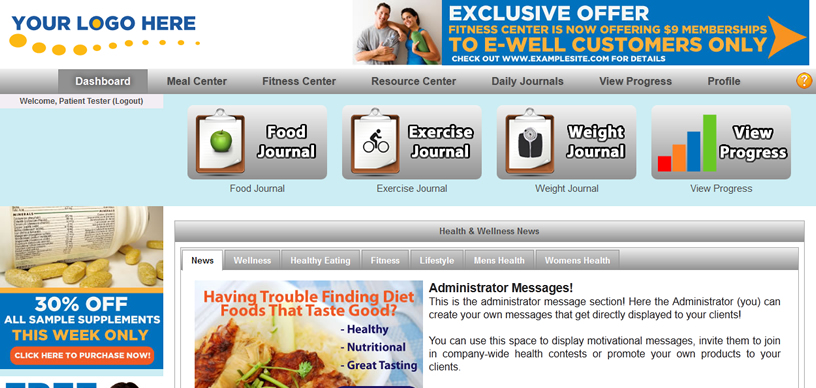 YOUR LOGO HERE
EXCLUSIVE OFFER
FITNESS CENTER IS NOW OFFERING $9 MEMBERSHIPS
TO E-WELL CUSTOMERS ONLY
CHECK OUT WWW.EXAMPLESITE.COM FOR DETAILS
Dashboard Meal Center Fitness Center Resource Center Daily Journals View Progress Profile ?
Welcome, Patient Tester (Logout)
Food Journal
Exercise Journal
Weight Journal
View Progress
Food Journal Exercise Journal Weight Journal View Progress
Health & Wellness News
News Wellness Healthy Eating Fitness Lifestyle Mens Health Womens Health
30% OFF
ALL SAMPLE SUPPLEMENTS
THIS WEEK ONLY
CLICK HERE TO PURCHASE NOW!
FREE
Having Trouble Finding Diet
Foods That Taste Good?
- Healthy
- Nutritional
- Great Tasting
Administrator Messages!
This is the administrator message section! Here the Administrator (you) can
create your own messages that get directly displayed to your clients!
You can use this space to display motivational messages, invite them to join
in company-wide health contests or promote your own products to your
clients.